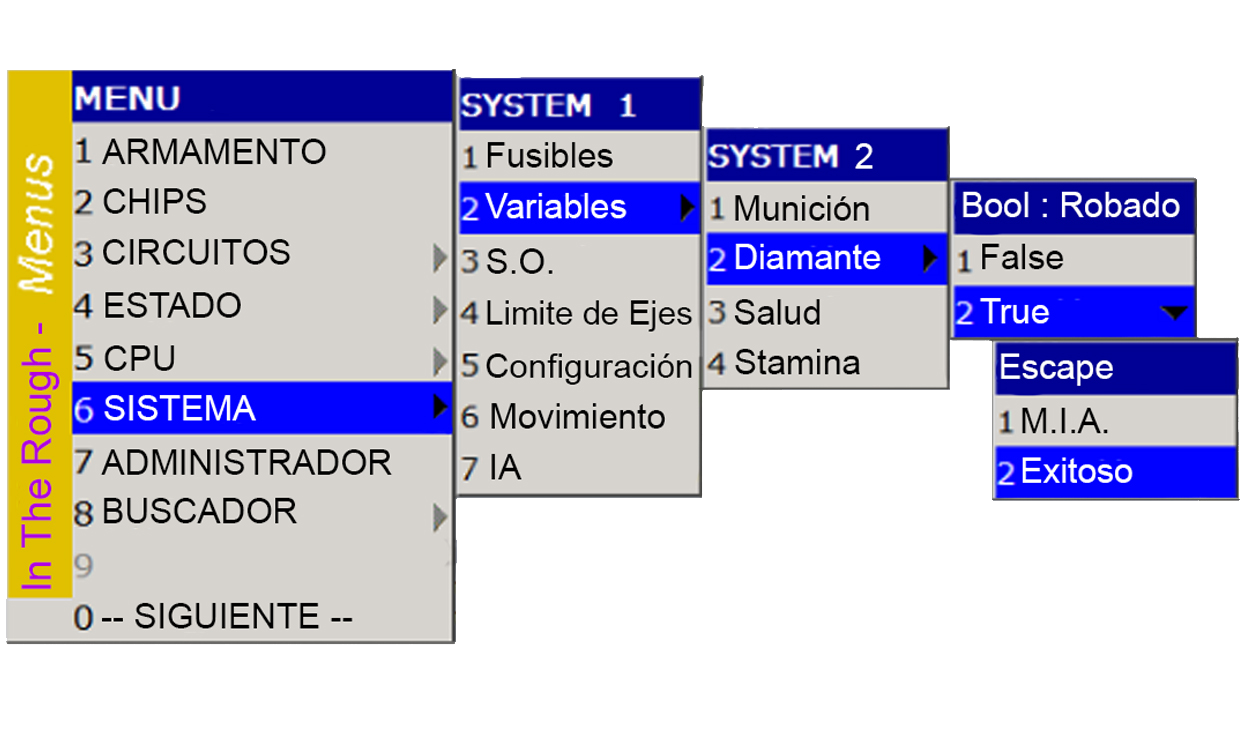 In The Rough - Menus
MENU
1 ARMAMENTO
2 CHIPS
3 CIRCUITOS
4 ESTADO
5 CPU
6 SISTEMA
7 ADMINISTRADOR
8 BUSCADOR
9
0 -- SIGUIENTE --
SYSTEM 1
1 Fusibles
2 Variables
3 S.O.
4 Limite de Ejes
5 Configuración
6 Movimiento
7 IA
SYSTEM 2
1 Munición
2 Diamante
3 Salud
4 Stamina
Bool : Robado
1 False
2 True
Escape
1 M.I.A.
2 Exitoso